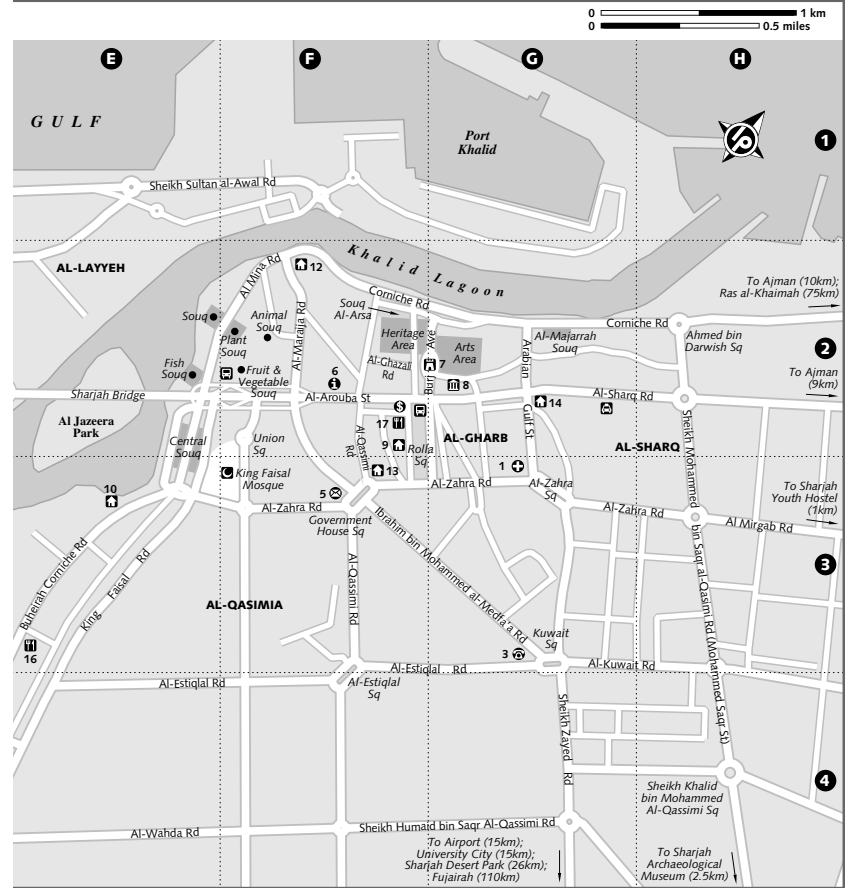 0 1 km
0 0.5 miles
E F G H
GULF
Port
Khalid
1
Sheikh Sultan al-Awal Rd
Khalid Lagoon
AL-LAYYEH
Al Mina Rd
12
To Ajman (10km);
Ras al-Khaimah (75km)
Corniche Rd
Souq
Al-Arsa
Souq
Animal
Souq
Plant
Souq
Al-Maraija Rd
Heritage
Area
Burj Ave
Arts
Area
Arabian Gulf St
Al-Majarrah
Souq
Corniche Rd
Ahmed bin
Darwish Sq
2
Al-Ghazali
Rd
Fish
Souq
Fruit &
Vegetable
Souq
6
7
8
To Ajman
(9km)
Sharjah Bridge
Al-Arouba St
14
Al-Sharq Rd
Al Jazeera
Park
Central
Souq
Union
Sq
17
9
Rolla
Sq
AL-GHARB
AL-SHARQ
Al-Qassimi
Rd
13
1
King Faisal
Mosque
10
5
Al-Zahra Rd
Al-Zahra Rd
Al-Zahra
Sq
Al-Zahra Rd
Government
House Sq
To Sharjah
Youth Hostel
(1km)
Al Mirgab Rd
Sheikh Mohammed bin Saqr al-Qasimi Rd (Mohammed Saqr St)
Ibrahim bin Mohammed al-Medfa'a Rd
Al-Qassimi Rd
Buheirah Corniche Rd
King Faisal Rd
3
AL-QASIMIA
16
Kuwait
Sq
3
Al-Estiqlal Rd
Al-Kuwait Rd
Al-Estiqlal Rd
Al-Estiqlal
Sq
Sheikh Zayed Rd
4
Sheikh Khalid
bin Mohammed
Al-Qassimi Sq
Al-Wahda Rd
Sheikh Humaid bin Saqr Al-Qassimi Rd
To Airport (15km);
University City (15km);
Sharjah Desert Park (26km);
Fujairah (110km)
To Sharjah
Archaeological
Museum (2.5km)